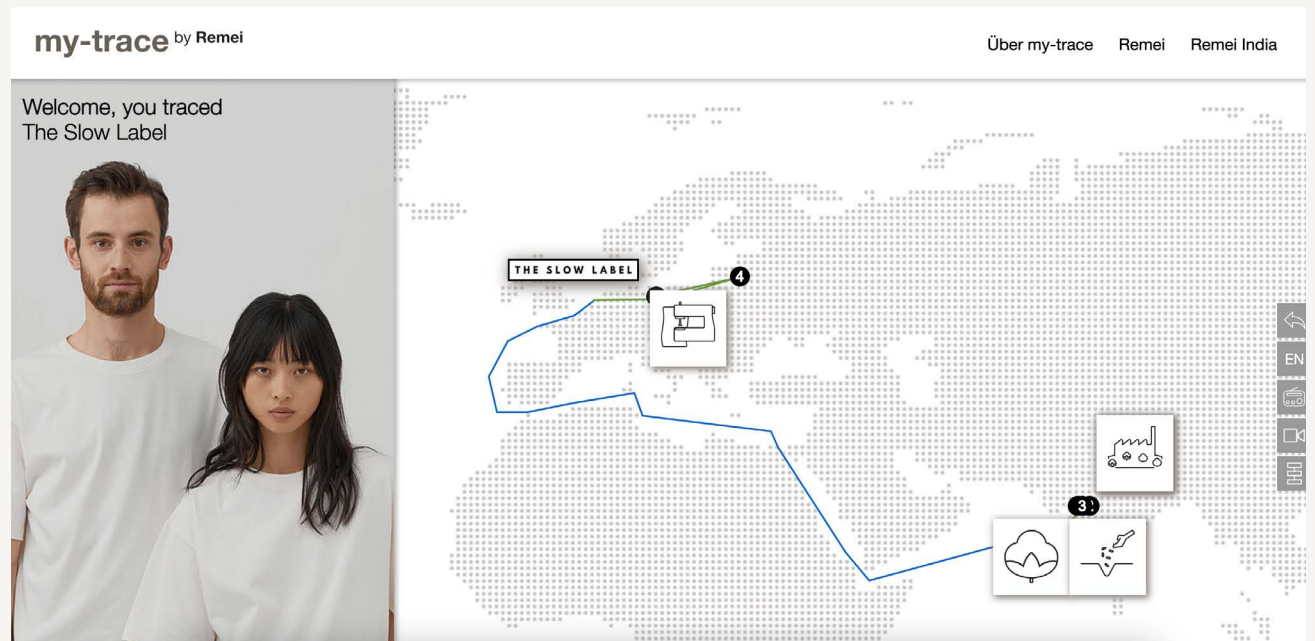 my-trace by Remei
Über my-trace Remei Remei India
Welcome, you traced
The Slow Label
THE SLOW LABEL
4
EN
3